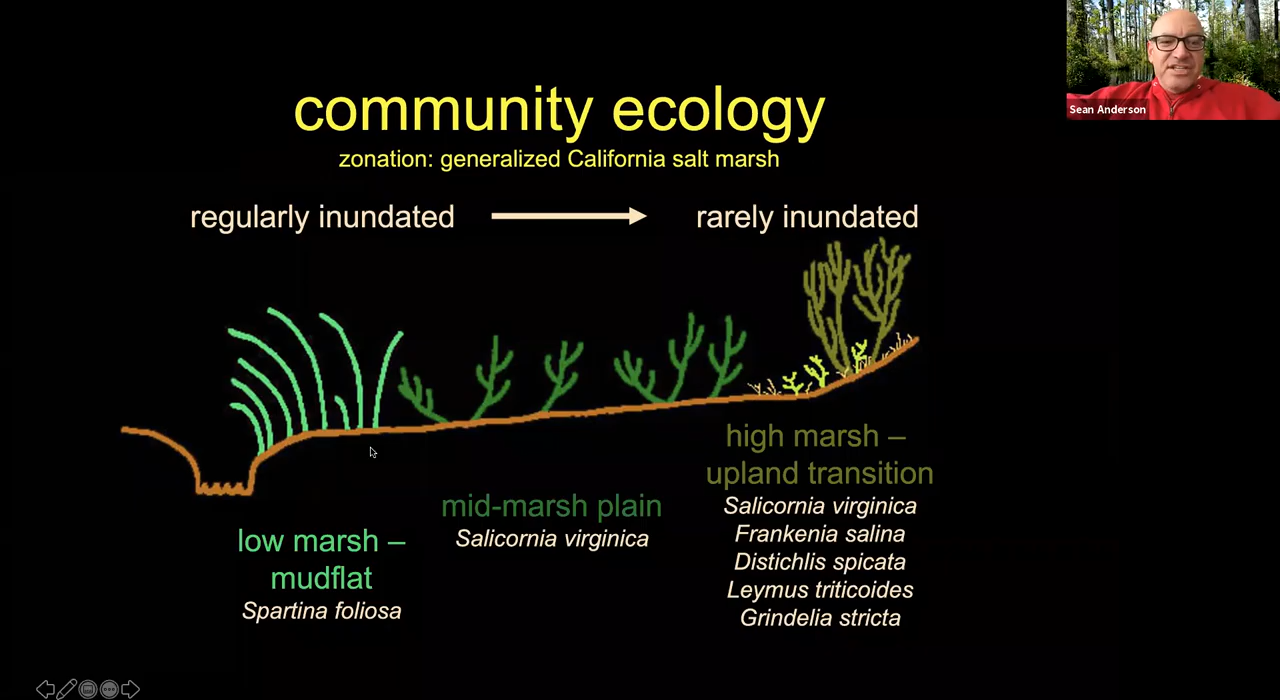 Sean Anderson
community ecology
zonation: generalized California salt marsh
regularly inundated
rarely inundated
low marsh –
mudflat
Spartina foliosa
mid-marsh plain
Salicornia virginica
high marsh –
upland transition
Salicornia virginica
Frankenia salina
Distichlis spicata
Leymus triticoides
Grindelia stricta